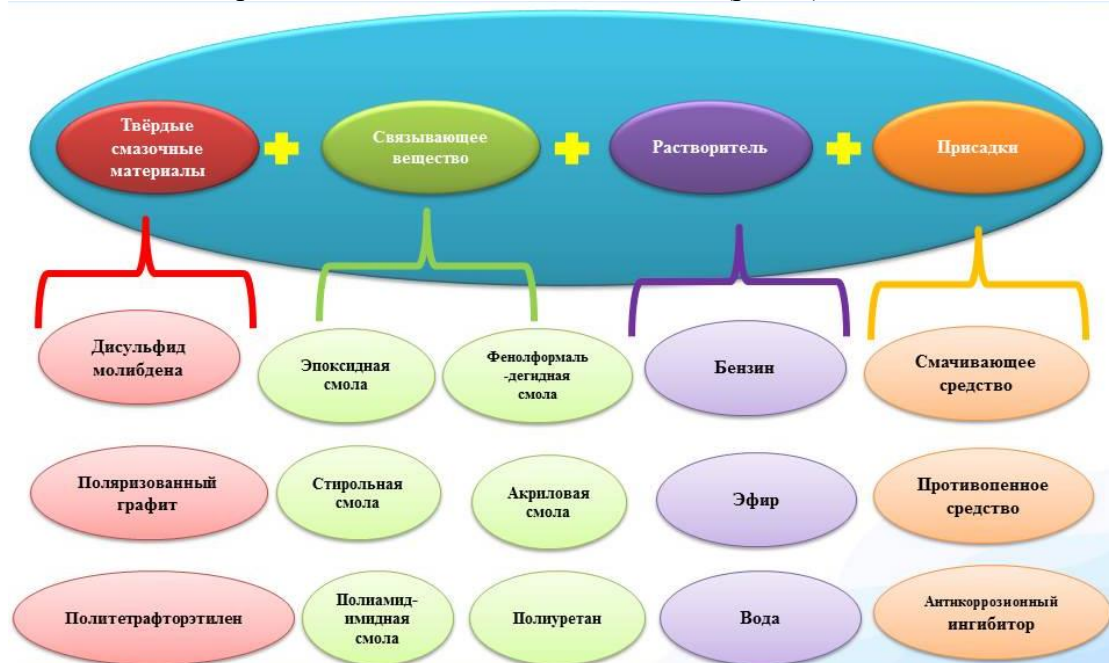 Твёрдые
смазочные
материалы
Связывающее
вещество
Растворитель
Присадки
Дисульфид
молибдена
Эпоксидная
смола
Фенолформаль
-дегидная
смола
Бензин
Смачивающее
средство
Поляризованный
графит
Стирольная
смола
Акриловая
смола
Эфир
Противопенное
средство
Политетрафторэтилен
Полиамид-
имидная
смола
Полиуретан
Вода
Антикоррозионный
ингибитор